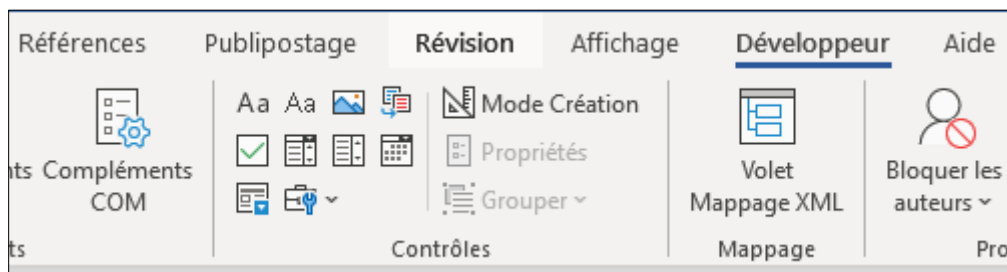 Références Publipostage Révision Affichage Développeur Aide
Aa Aa Mode Création
Propriétés
Grouper
ts Compléments COM
Volet Mappage XML
Bloquer les auteurs
ts Contrôles Mappage Pro